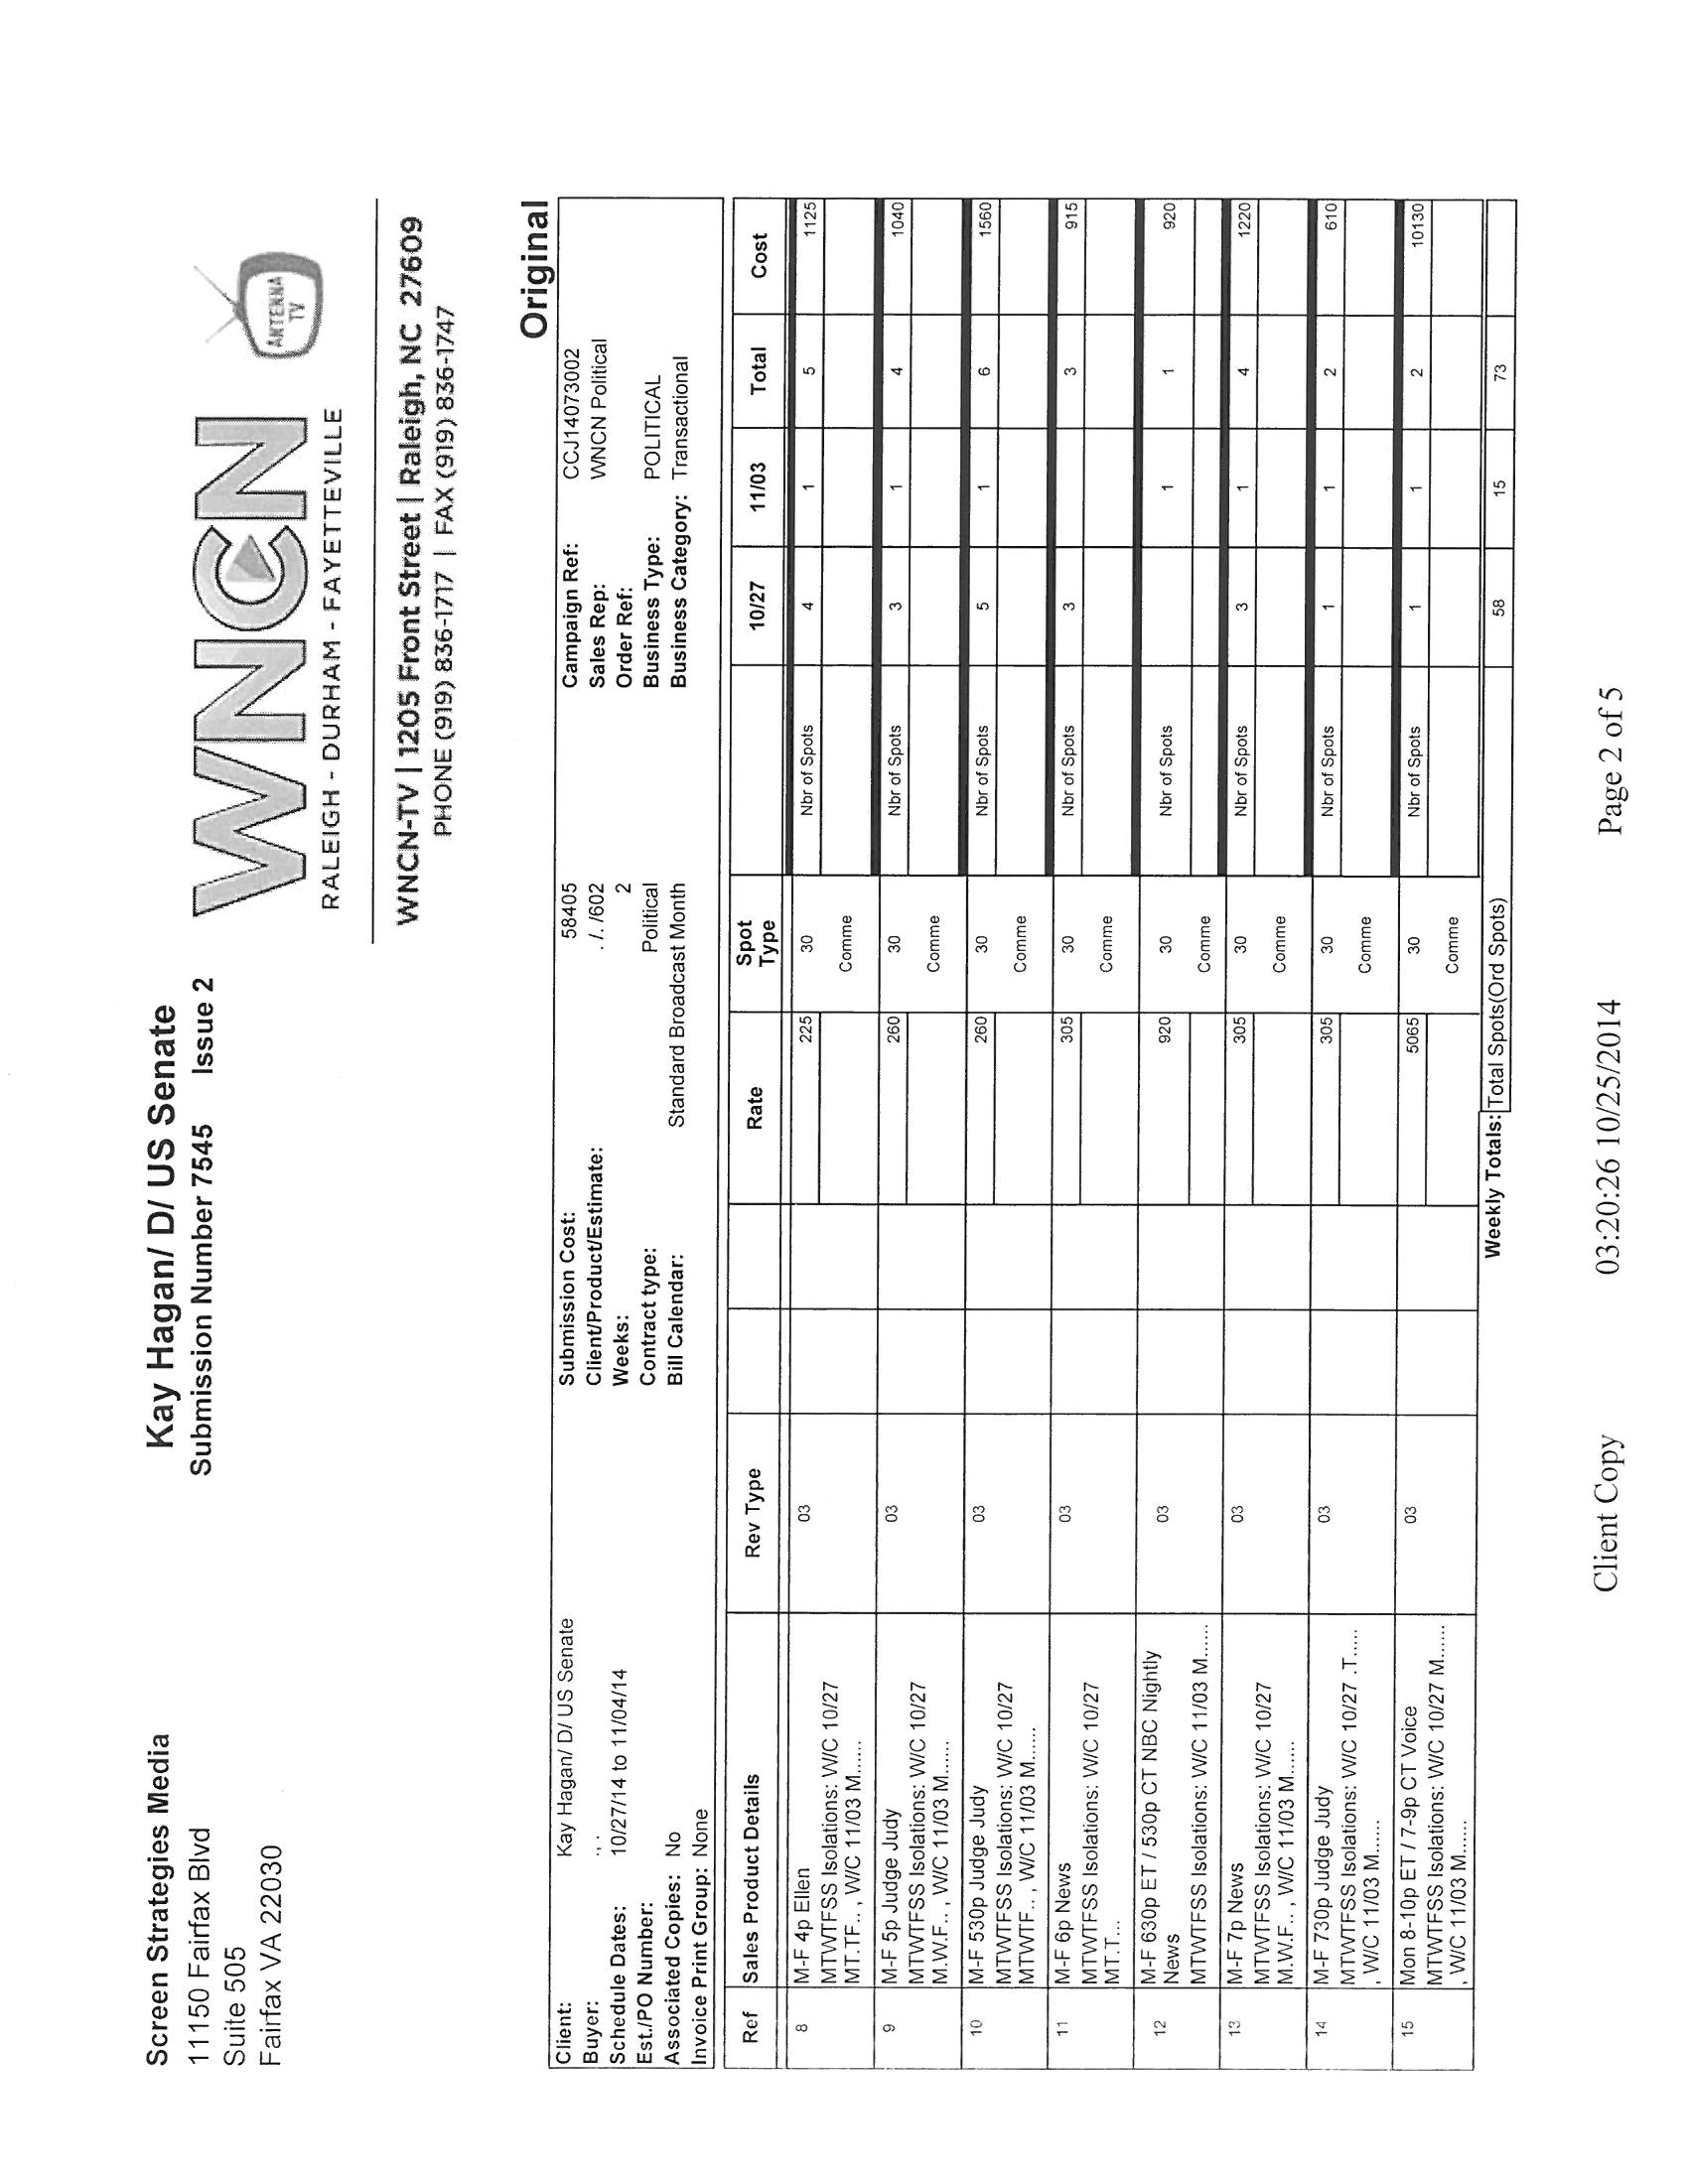 Screen Strategies Media
11150 Fairfax Blvd
Suite 505
Fairfax VA 22030
Kay Hagan/ D/ US Senate
Submission Number 7545 Issue 2
WNCN
ANTENNA TV
RALEIGH - DURHAM - FAYETTEVILLE
WNCN-TV | 1205 Front Street | Raleigh, NC 27609
PHONE (919) 836-1717 | FAX (919) 836-1747
Original
Client: Kay Hagan/ D/ US Senate Submission Cost: 58405 Campaign Ref: CCJ14073002
Buyer: ., . Client/Product/Estimate: ./. /602 Sales Rep: WNCN Political
Schedule Dates: 10/27/14 to 11/04/14 Weeks: 2 Order Ref:
Est./PO Number: Contract type: Political Business Type: POLITICAL
Associated Copies: No Bill Calendar: Standard Broadcast Month Business Category: Transactional
Invoice Print Group: None
Ref Sales Product Details Rev Type Rate Spot Type 10/27 11/03 Total Cost
8 M-F 4p Ellen 03 225 30 Nbr of Spots 4 1 5 1125
MTWTFSS Isolations: W/C 10/27 Comme
MT.TF.. , W/C 11/03 M......
9 M-F 5p Judge Judy 03 260 30 Nbr of Spots 3 1 4 1040
MTWTFSS Isolations: W/C 10/27 Comme
M.W.F.. , W/C 11/03 M......
10 M-F 530p Judge Judy 03 260 30 Nbr of Spots 5 1 6 1560
MTWTFSS Isolations: W/C 10/27 Comme
MTWTF.. , W/C 11/03 M......
11 M-F 6p News 03 305 30 Nbr of Spots 3 3 915
MTWTFSS Isolations: W/C 10/27 Comme
MT.T...
12 M-F 630p ET / 530p CT NBC Nightly 03 920 30 Nbr of Spots 1 1 920
News
MTWTFSS Isolations: W/C 11/03 M...... Comme
13 M-F 7p News 03 305 30 Nbr of Spots 3 1 4 1220
MTWTFSS Isolations: W/C 10/27 Comme
M.W.F.. , W/C 11/03 M......
14 M-F 730p Judge Judy 03 305 30 Nbr of Spots 1 1 2 610
MTWTFSS Isolations: W/C 10/27 .T..... Comme
, W/C 11/03 M......
15 Mon 8-10p ET / 7-9p CT Voice 03 5065 30 Nbr of Spots 1 1 2 10130
MTWTFSS Isolations: W/C 10/27 M...... Comme
, W/C 11/03 M......
Weekly Totals: Total Spots(Ord Spots) 58 15 73
Client Copy 03:20:26 10/25/2014 Page 2 of 5